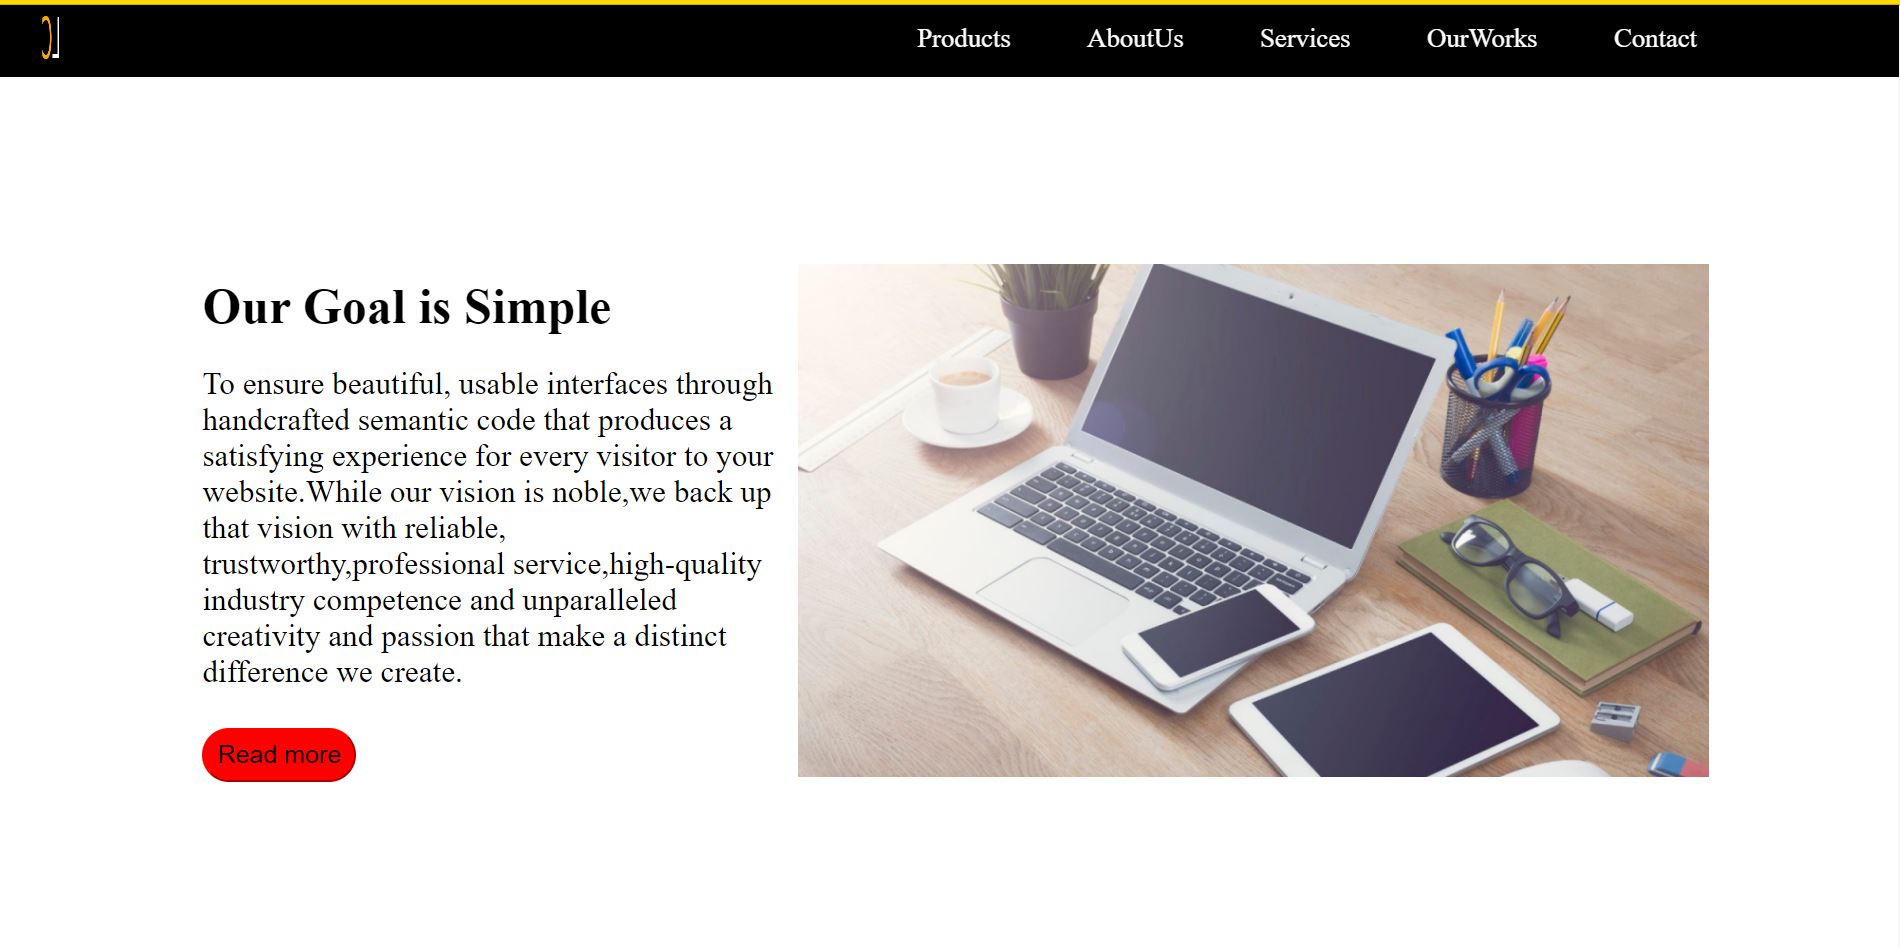 Products AboutUs Services OurWorks Contact
Our Goal is Simple
To ensure beautiful, usable interfaces through
handcrafted semantic code that produces a
satisfying experience for every visitor to your
website.While our vision is noble,we back up
that vision with reliable,
trustworthy,professional service,high-quality
industry competence and unparalleled
creativity and passion that make a distinct
difference we create.
Read more